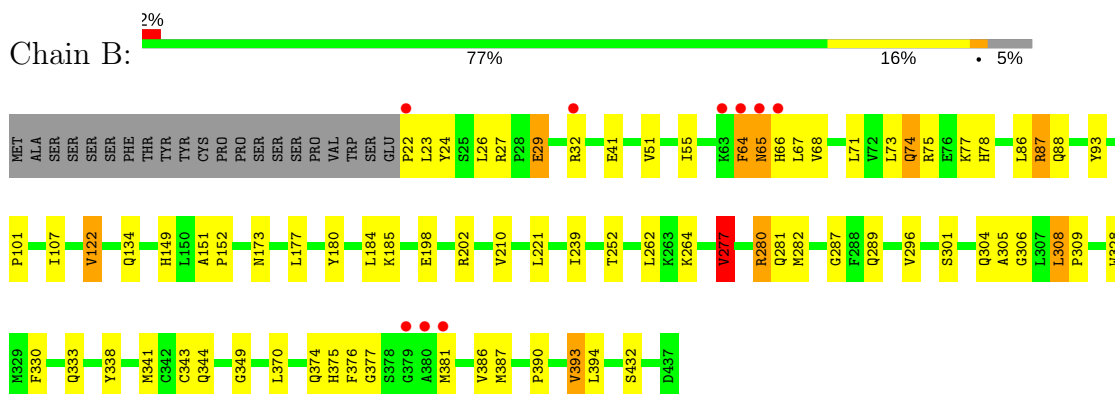 2%
Chain B:
77% 16% • 5%
MET ALA SER SER SER SER SER PHE THR TYR TYR CYS PRO PRO SER SER SER PRO VAL TRP SER GLU P22 L23 Y24 S25 L26 R27 P28 E29 R32 E41 V51 I55 K63 F64 N65 H66 L67 V68 L71 V72 L73 Q74 R75 E76 K77 H78 L86 R87 Q88 Y93
P101 I107 V122 Q134 H149 L150 A151 P152 N173 L177 Y180 L184 K185 E198 R202 V210 L221 I239 T252 L262 K263 K264 V277 R280 Q281 M282 G287 F288 Q289 V296 S301 Q304 A305 G306 L307 L308 P309 W328
M329 F330 Q333 Y338 M341 C342 C343 Q344 G349 L370 Q374 H375 F376 G377 S378 G379 A380 M381 V386 M387 P390 V393 L394 S432 D437